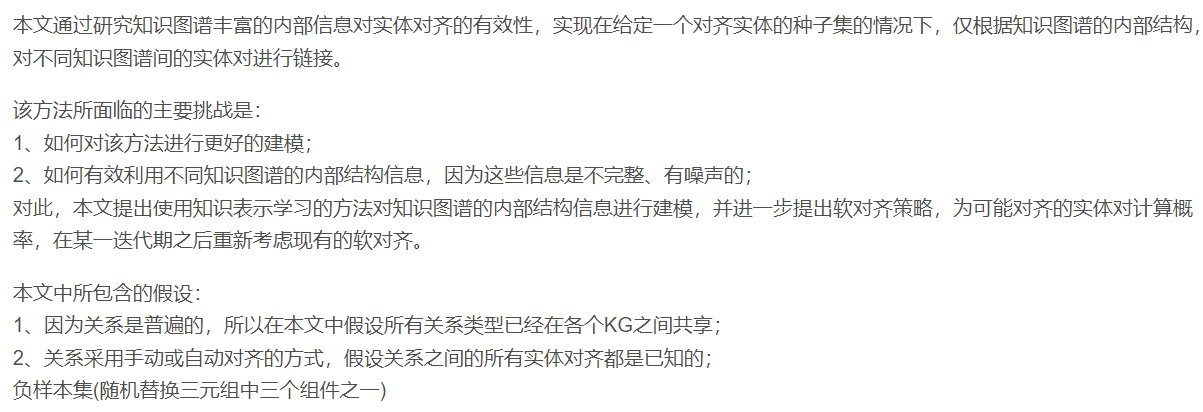 本文通过研究知识图谱丰富的内部信息对实体对齐的有效性，实现在给定一个对齐实体的种子集的情况下，仅根据知识图谱的内部结构，
对不同知识图谱间的实体对进行链接。
该方法所面临的主要挑战是：
1、如何对该方法进行更好的建模；
2、如何有效利用不同知识图谱的内部结构信息，因为这些信息是不完整、有噪声的；
对此，本文提出使用知识表示学习的方法对知识图谱的内部结构信息进行建模，并进一步提出软对齐策略，为可能对齐的实体对计算概
率，在某一迭代期之后重新考虑现有的软对齐。
本文中所包含的假设：
1、因为关系是普遍的，所以在本文中假设所有关系类型已经在各个KG之间共享；
2、关系采用手动或自动对齐的方式，假设关系之间的所有实体对齐都是已知的；
负样本集(随机替换三元组中三个组件之一)